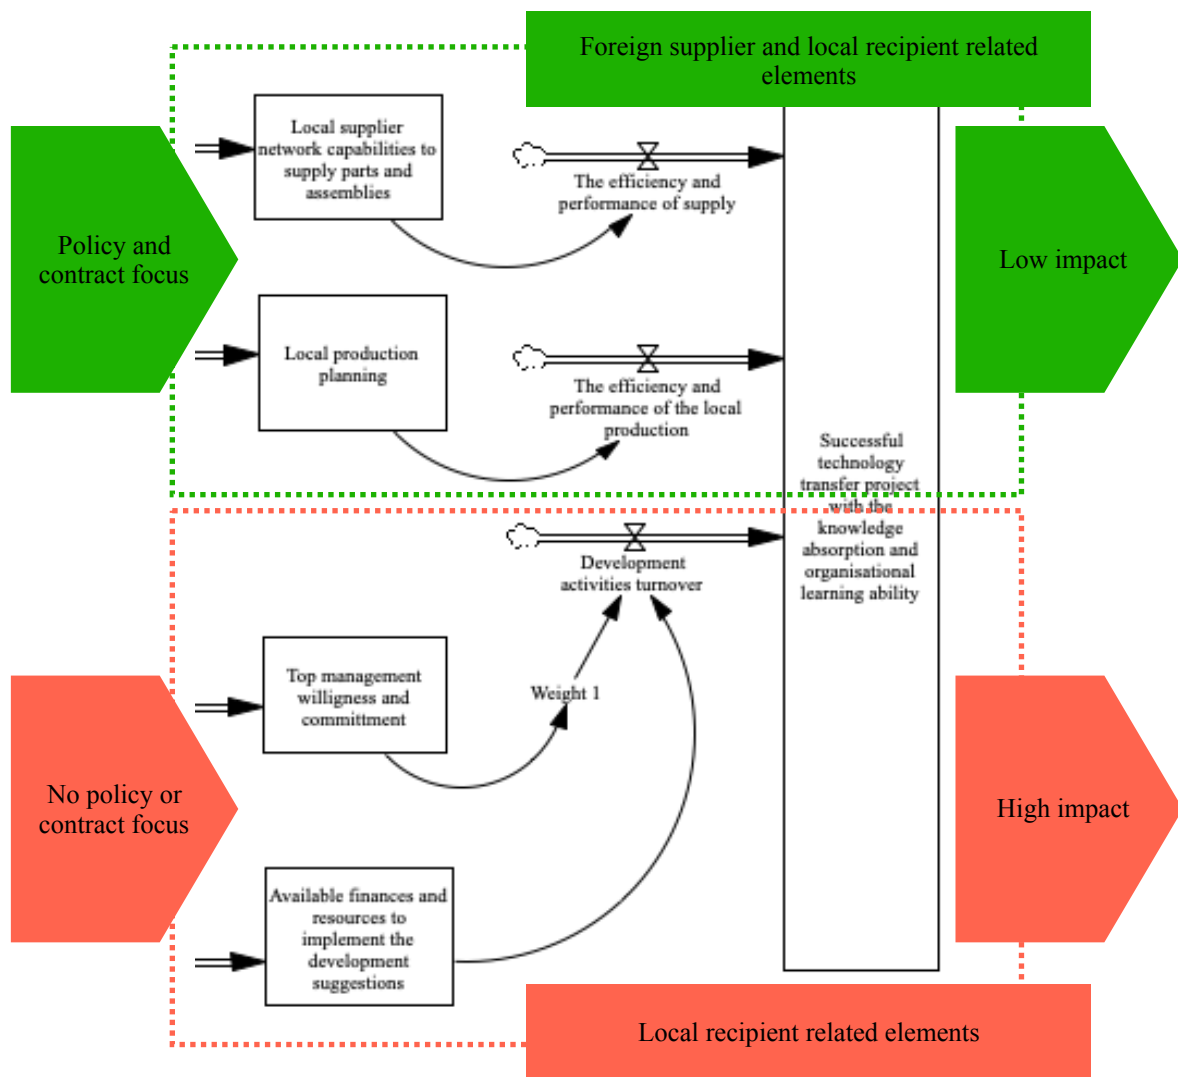 Foreign supplier and local recipient related
elements
Local supplier
network capabilities to
supply parts and
assemblies
The efficiency and
performance of supply
Policy and
contract focus
Low impact
Local production
planning
The efficiency and
performance of the local
production
Successful
technology
transfer project
with the
knowledge
absorption and
organisational
learning ability
Development
activities turnover
Top management
willigness and
committment
Weight 1
No policy or
contract focus
High impact
Available finances and
resources to
implement the
development
suggestions
Local recipient related elements